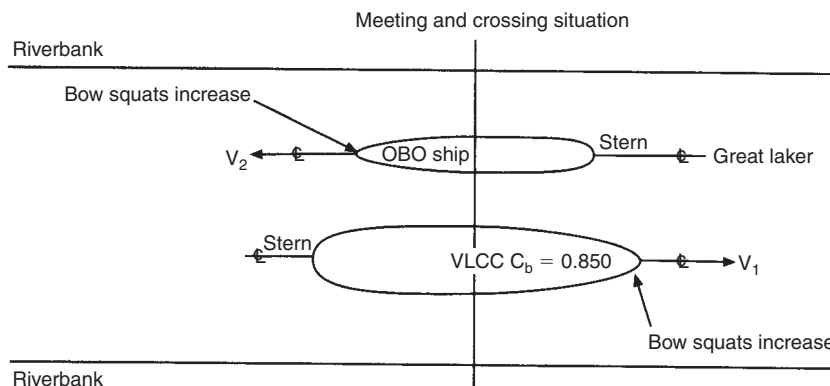 Meeting and crossing situation
Riverbank
Bow squats increase
Stern
V₂
℄
OBO ship
℄
Great laker
Stern
℄
VLCC C_b = 0.850
℄
V₁
Bow squats increase
Riverbank